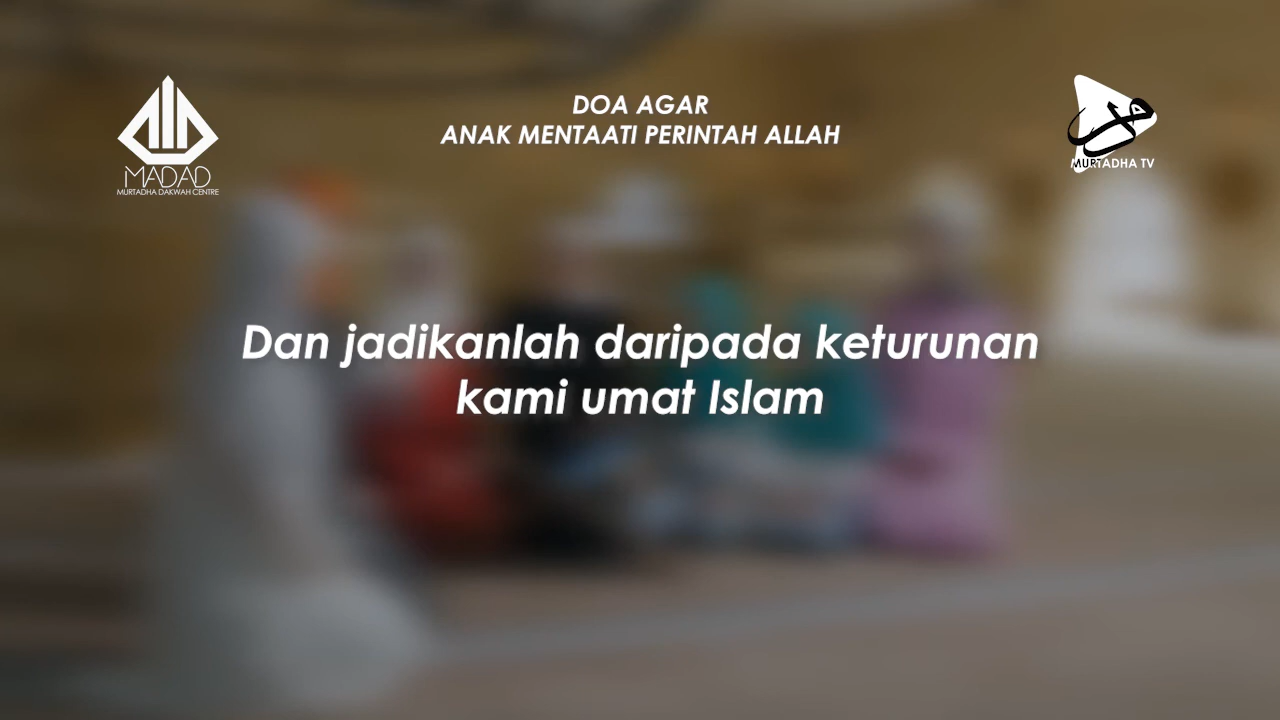 DOA AGAR
ANAK MENTAATI PERINTAH ALLAH
MADAD
MURTADHA DAKWAH CENTRE
MURTADHA TV
Dan jadikanlah daripada keturunan
kami umat Islam